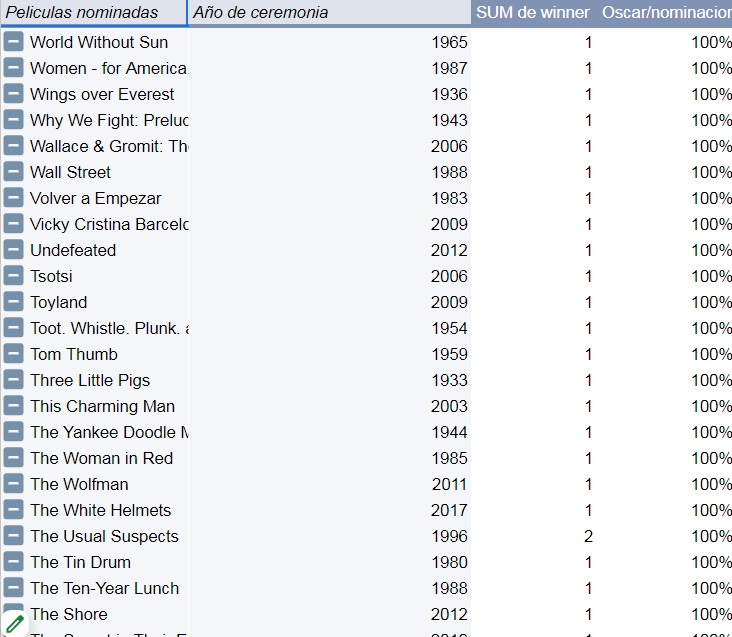 Peliculas nominadas Año de ceremonia SUM de winner Oscar/nominacion
World Without Sun 1965 1 100%
Women - for America 1987 1 100%
Wings over Everest 1936 1 100%
Why We Fight: Preluc 1943 1 100%
Wallace & Gromit: Th 2006 1 100%
Wall Street 1988 1 100%
Volver a Empezar 1983 1 100%
Vicky Cristina Barcelo 2009 1 100%
Undefeated 2012 1 100%
Tsotsi 2006 1 100%
Toyland 2009 1 100%
Toot. Whistle. Plunk. a 1954 1 100%
Tom Thumb 1959 1 100%
Three Little Pigs 1933 1 100%
This Charming Man 2003 1 100%
The Yankee Doodle M 1944 1 100%
The Woman in Red 1985 1 100%
The Wolfman 2011 1 100%
The White Helmets 2017 1 100%
The Usual Suspects 1996 2 100%
The Tin Drum 1980 1 100%
The Ten-Year Lunch 1988 1 100%
The Shore 2012 1 100%